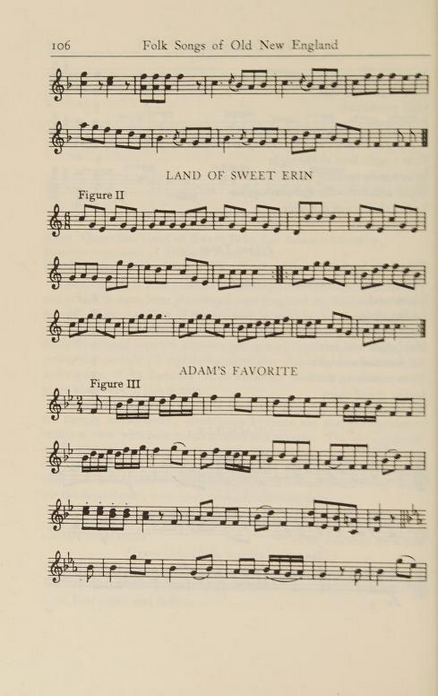 106 Folk Songs of Old New England
LAND OF SWEET ERIN
Figure II
ADAM'S FAVORITE
Figure III